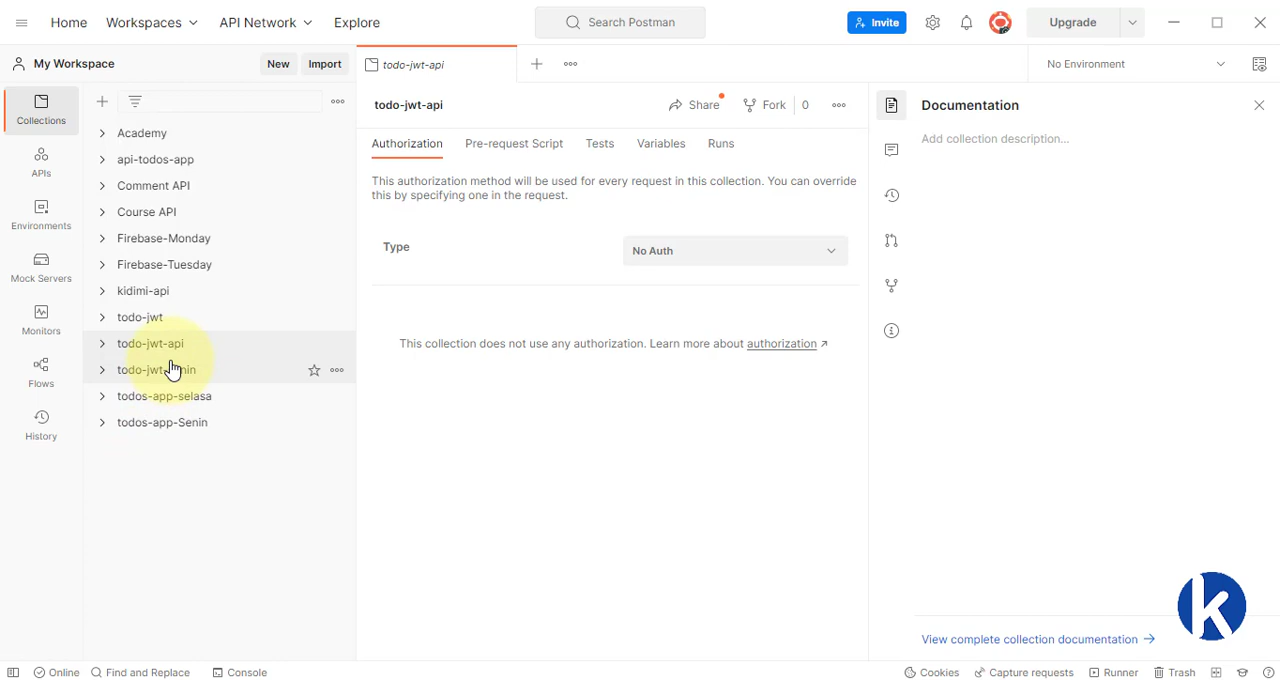 Home Workspaces API Network Explore Search Postman Invite Upgrade
My Workspace New Import todo-jwt-api No Environment
Collections
APIs
Environments
Mock Servers
Monitors
Flows
History
Academy
api-todos-app
Comment API
Course API
Firebase-Monday
Firebase-Tuesday
kidimi-api
todo-jwt
todo-jwt-api
todos-app-selasa
todos-app-Senin
todo-jwt-api Share Fork 0
Authorization Pre-request Script Tests Variables Runs
This authorization method will be used for every request in this collection. You can override
this by specifying one in the request.
Type No Auth
This collection does not use any authorization. Learn more about authorization ↗
Documentation
Add collection description...
k
View complete collection documentation →
Online Find and Replace Console Cookies Capture requests Runner Trash